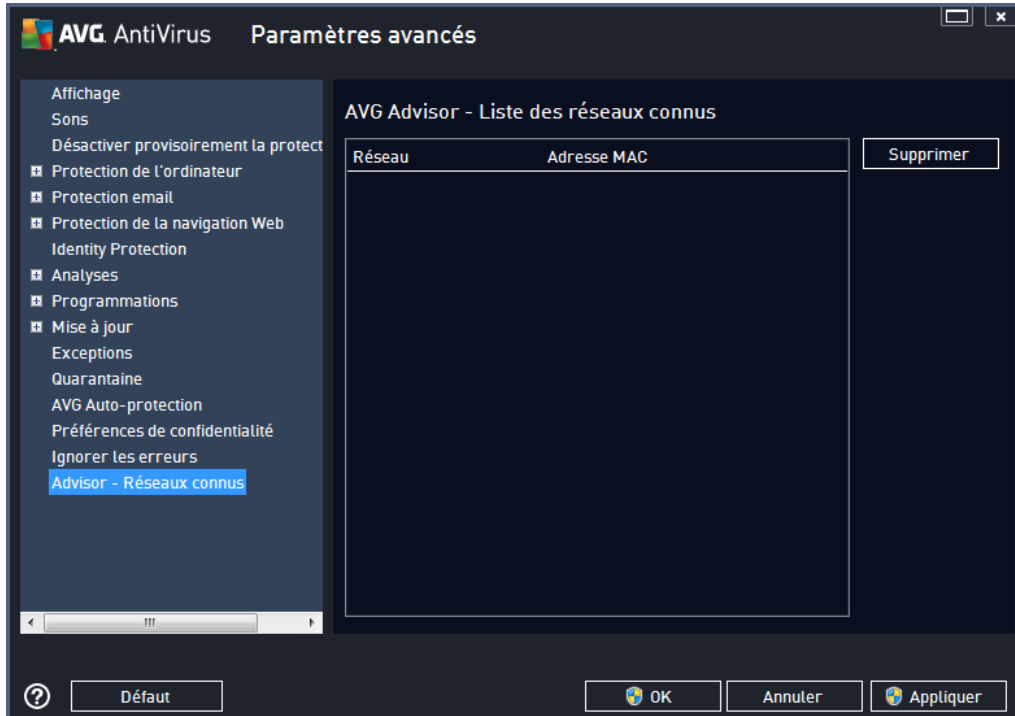 AVG. AntiVirus Paramètres avancés
Affichage
Sons
Désactiver provisoirement la protect
Protection de l'ordinateur
Protection email
Protection de la navigation Web
Identity Protection
Analyses
Programmations
Mise à jour
Exceptions
Quarantaine
AVG Auto-protection
Préférences de confidentialité
Ignorer les erreurs
Advisor - Réseaux connus
AVG Advisor - Liste des réseaux connus
Réseau Adresse MAC
Supprimer
Défaut
OK
Annuler
Appliquer